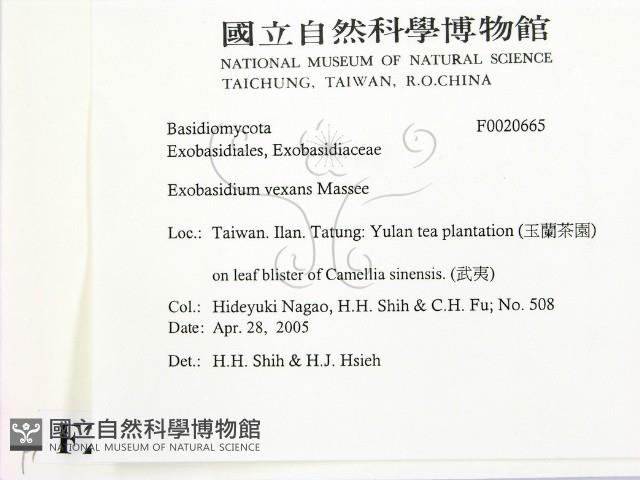 國立自然科學博物館
NATIONAL MUSEUM OF NATURAL SCIENCE
TAICHUNG, TAIWAN, R.O.CHINA
Basidiomycota F0020665
Exobasidiales, Exobasidiaceae
Exobasidium vexans Massee
Loc.: Taiwan. Ilan. Tatung: Yulan tea plantation (玉蘭茶園)
on leaf blister of Camellia sinensis. (武夷)
Col.: Hideyuki Nagao, H.H. Shih & C.H. Fu; No. 508
Date: Apr. 28, 2005
Det.: H.H. Shih & H.J. Hsieh
國立自然科學博物館
NATIONAL MUSEUM OF NATURAL SCIENCE